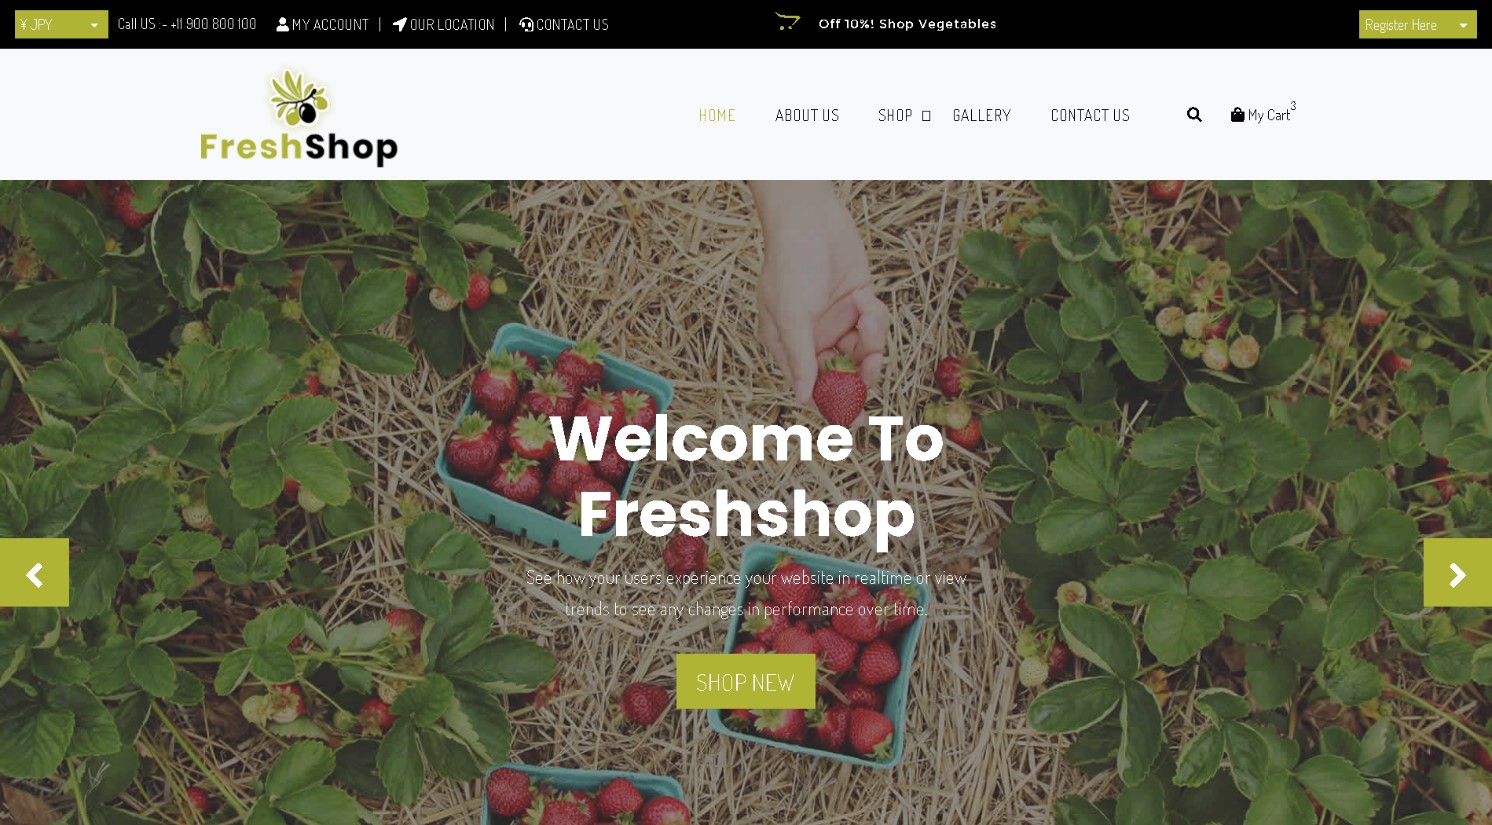 ¥ JPY
Call US :- +11 900 800 100
MY ACCOUNT
OUR LOCATION
CONTACT US
Off 10%! Shop Vegetables
Register Here
FreshShop
HOME
ABOUT US
SHOP
GALLERY
CONTACT US
My Cart 3
Welcome To
Freshshop
See how your users experience your website in realtime or view
trends to see any changes in performance over time.
SHOP NEW